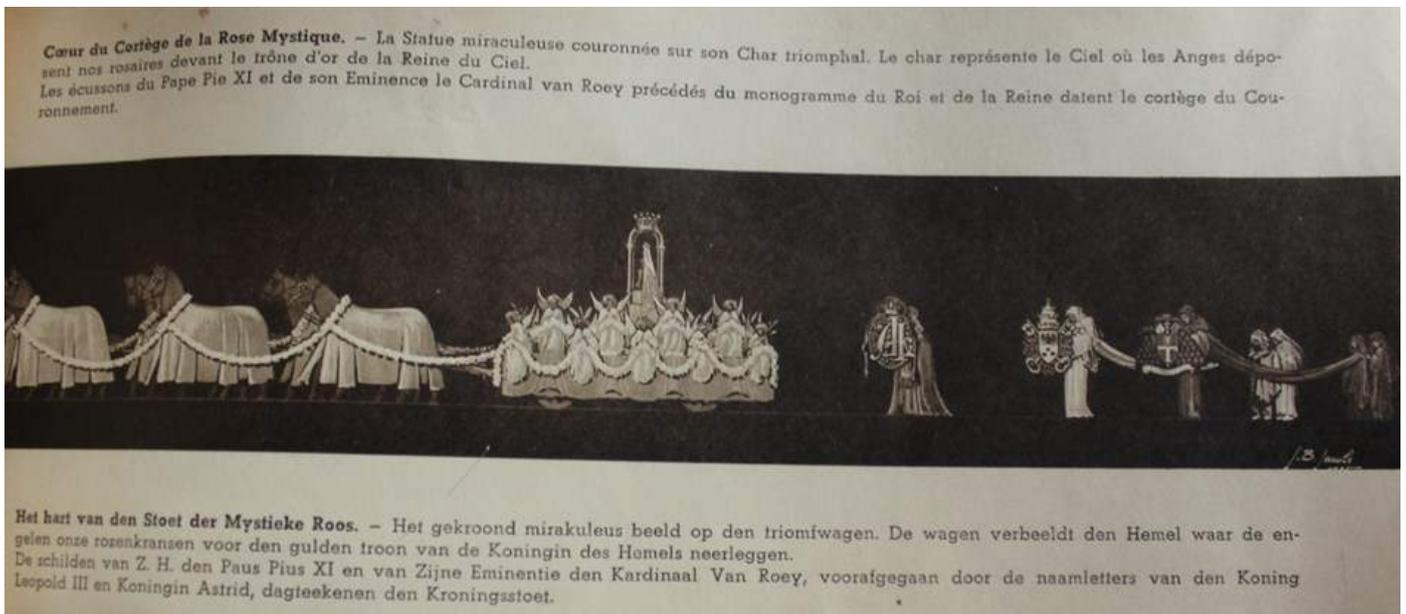 Cœur du Cortège de la Rose Mystique. — La Statue miraculeuse couronnée sur son Char triomphal. Le char représente le Ciel où les Anges dépo-
sent nos rosaires devant le trône d'or de la Reine du Ciel.
Les écussons du Pape Pie XI et de son Eminence le Cardinal van Roey précédés du monogramme du Roi et de la Reine datent le cortège du Cou-
ronnement.
J.B.
Het hart van den Stoet der Mystieke Roos. — Het gekroond mirakuleus beeld op den triomfwagen. De wagen verbeeldt den Hemel waar de en-
gelen onze rozenkransen voor den gulden troon van de Koningin des Hemels neerleggen.
De schilden van Z. H. den Paus Pius XI en van Zijne Eminentie den Kardinaal Van Roey, voorafgegaan door de naamletters van den Koning
Leopold III en Koningin Astrid, dagteekenen den Kroningsstoet.